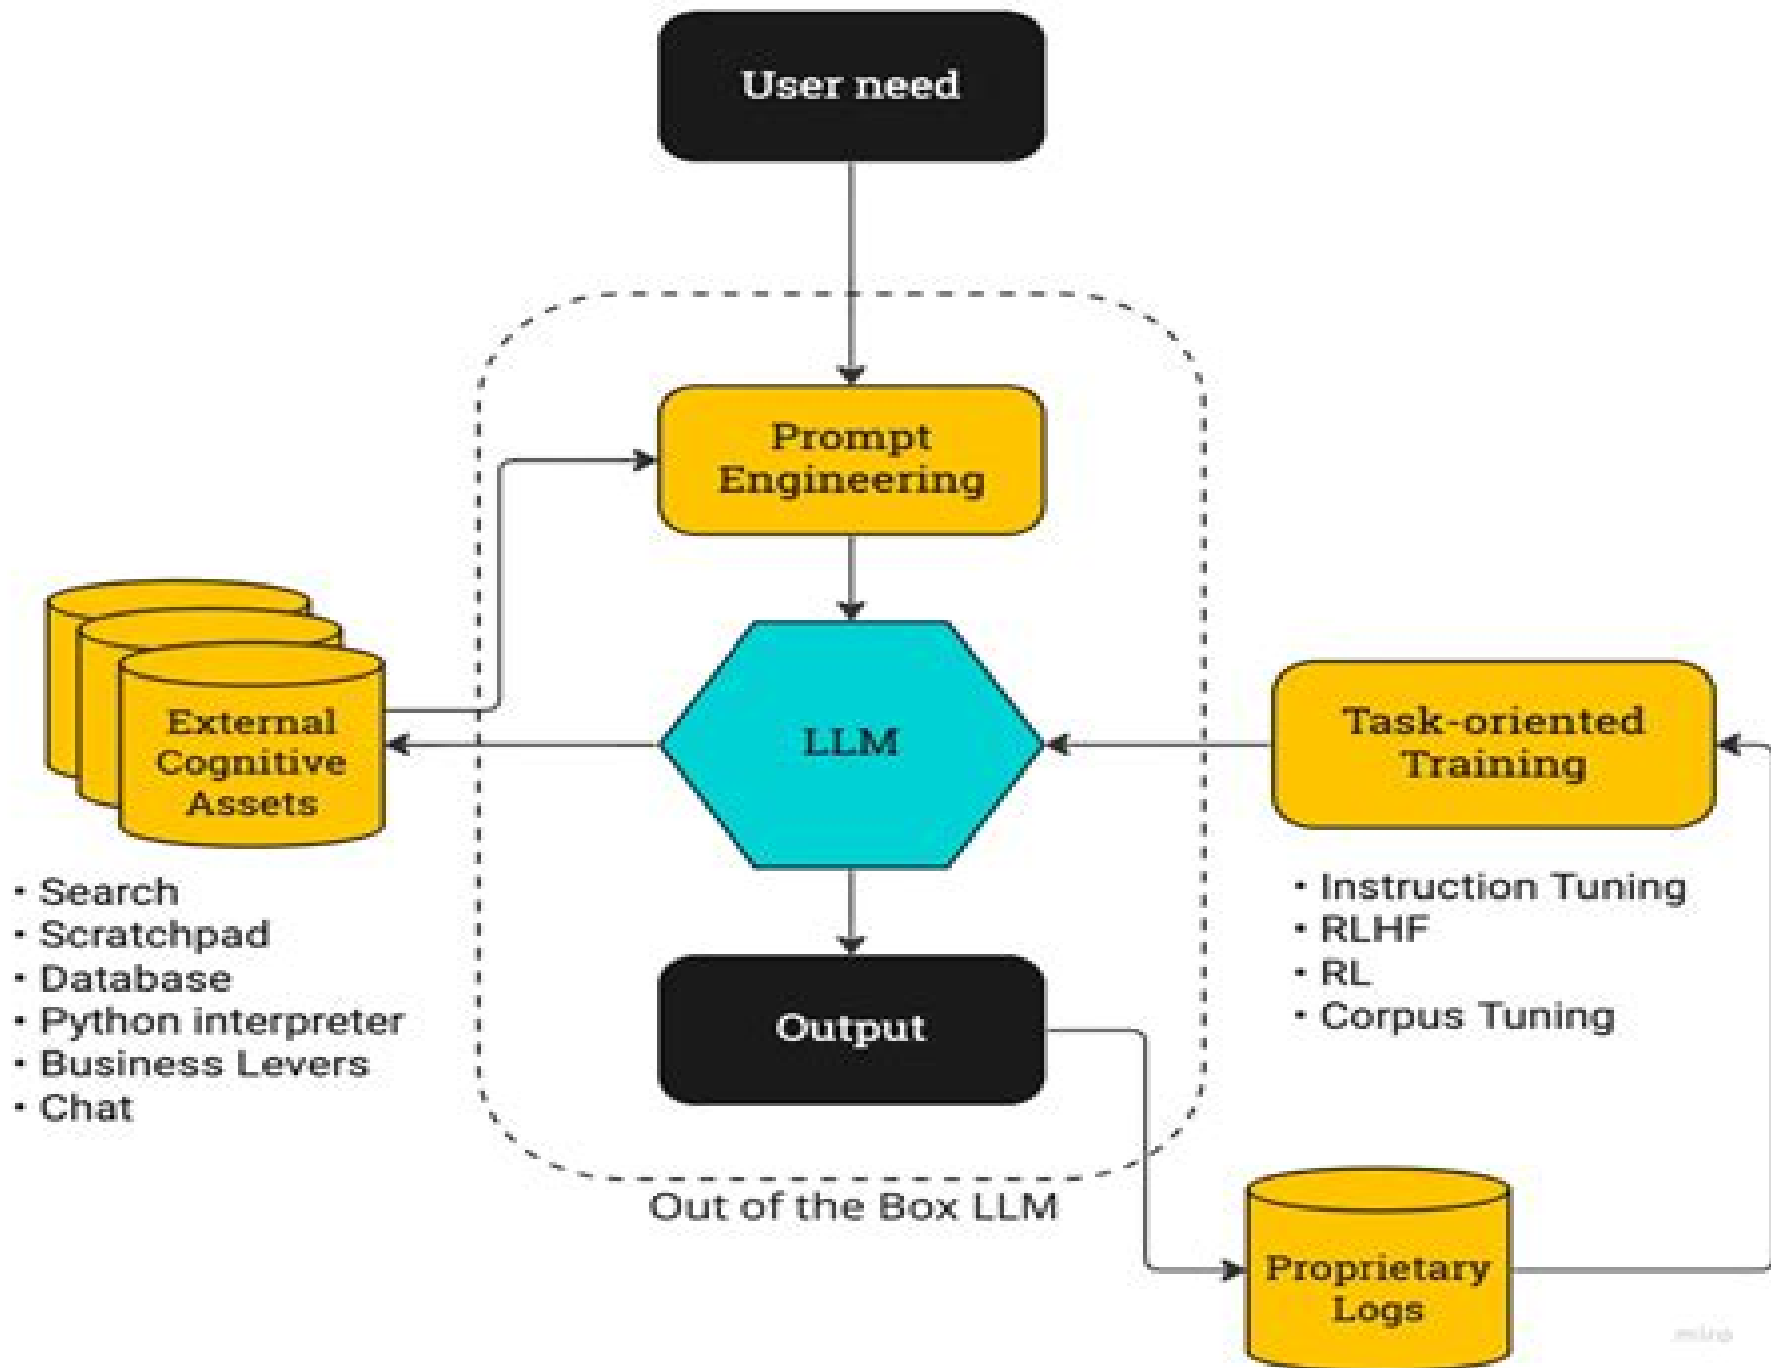 User need
Prompt
Engineering
External
Cognitive
Assets
LLM
Task-oriented
Training
• Search
• Scratchpad
• Database
• Python interpreter
• Business Levers
• Chat
• Instruction Tuning
• RLHF
• RL
• Corpus Tuning
Output
Out of the Box LLM
Proprietary
Logs
miro